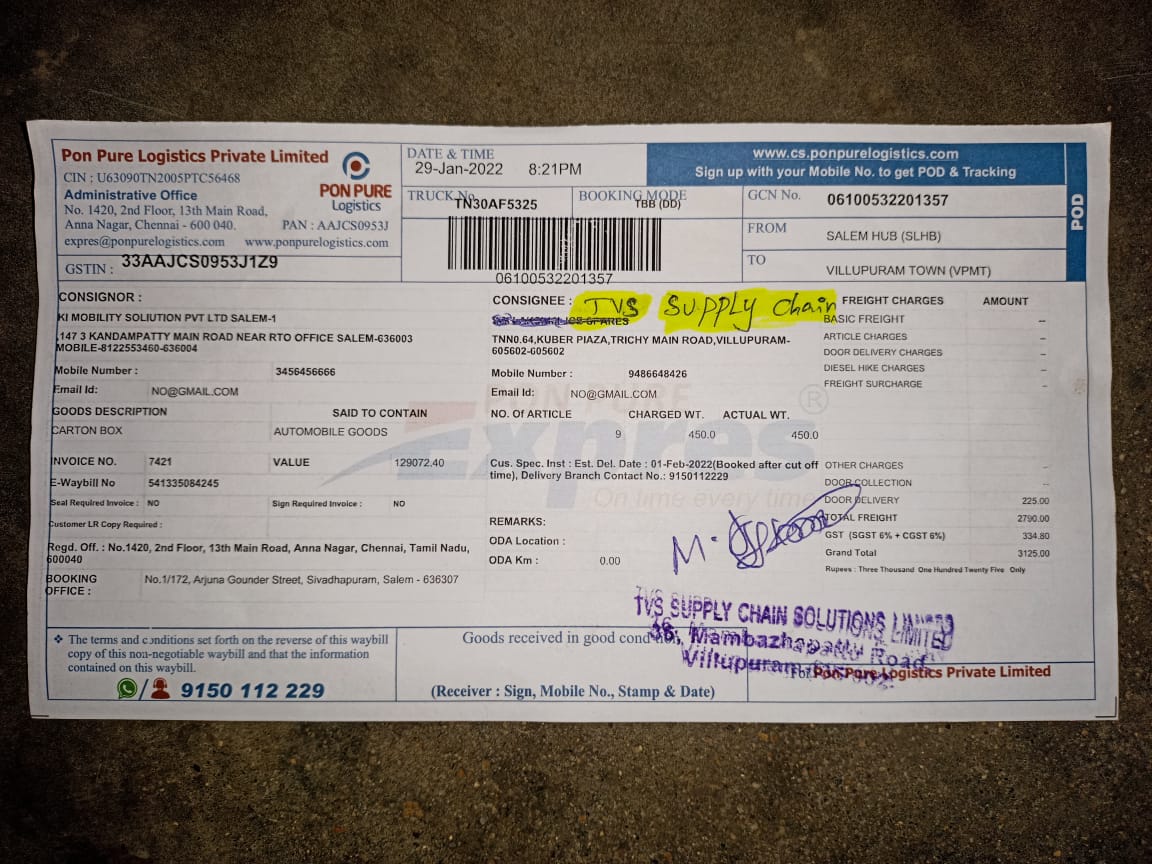 Pon Pure Logistics Private Limited
CIN : U63090TN2005PTC56468
Administrative Office
No. 1420, 2nd Floor, 13th Main Road,
Anna Nagar, Chennai - 600 040.
PAN : AAJCS0953J
expres@ponpurelogistics.com www.ponpurelogistics.com
GSTIN : 33AAJCS0953J1Z9
PON PURE
Logistics
DATE & TIME
29-Jan-2022 8:21PM
TRUCK No.
TN30AF5325
BOOKING MODE
TBB (DD)
06100532201357
www.cs.ponpurelogistics.com
Sign up with your Mobile No. to get POD & Tracking
GCN No. 06100532201357
FROM SALEM HUB (SLHB)
TO VILLUPURAM TOWN (VPMT)
POD
CONSIGNOR :
KI MOBILITY SOLIUTION PVT LTD SALEM-1
,147 3 KANDAMPATTY MAIN ROAD NEAR RTO OFFICE SALEM-636003
MOBILE-8122553460-636004
Mobile Number : 3456456666
Email Id: NO@GMAIL.COM
CONSIGNEE : TVS Supply Chain
SPARES
TNN0.64,KUBER PIAZA,TRICHY MAIN ROAD,VILLUPURAM-
605602-605602
Mobile Number : 9486648426
Email Id: NO@GMAIL.COM
GOODS DESCRIPTION SAID TO CONTAIN NO. Of ARTICLE CHARGED WT. ACTUAL WT.
CARTON BOX AUTOMOBILE GOODS 9 450.0 450.0
INVOICE NO. 7421 VALUE 129072.40
E-Waybill No 541335084245
Seal Required Invoice : NO Sign Required Invoice : NO
Customer LR Copy Required :
Regd. Off. : No.1420, 2nd Floor, 13th Main Road, Anna Nagar, Chennai, Tamil Nadu,
600040
BOOKING OFFICE : No.1/172, Arjuna Gounder Street, Sivadhapuram, Salem - 636307
Cus. Spec. Inst : Est. Del. Date : 01-Feb-2022(Booked after cut off
time), Delivery Branch Contact No.: 9150112229
REMARKS:
ODA Location :
ODA Km : 0.00
PON PURE
Expres
On time every time
®
FREIGHT CHARGES AMOUNT
BASIC FREIGHT --
ARTICLE CHARGES --
DOOR DELIVERY CHARGES --
DIESEL HIKE CHARGES --
FREIGHT SURCHARGE --
OTHER CHARGES --
DOOR COLLECTION --
DOOR DELIVERY 225.00
TOTAL FREIGHT 2790.00
GST (SGST 6% + CGST 6%) 334.80
Grand Total 3125.00
Rupees : Three Thousand One Hundred Twenty Five Only
M.
TVS SUPPLY CHAIN SOLUTIONS LIMITED
36, Mambazhapattu Road
Villupuram
❖ The terms and conditions set forth on the reverse of this waybill
copy of this non-negotiable waybill and that the information
contained on this waybill.
/ 9150 112 229
Goods received in good condition
(Receiver : Sign, Mobile No., Stamp & Date)
For Pon Pure Logistics Private Limited